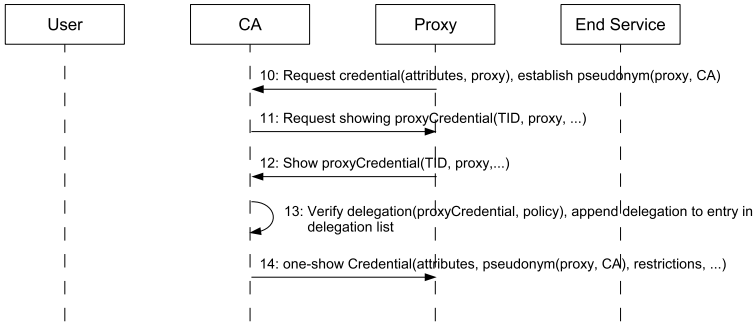 User
CA
Proxy
End Service
10: Request credential(attributes, proxy), establish pseudonym(proxy, CA)
11: Request showing proxyCredential(TID, proxy, ...)
12: Show proxyCredential(TID, proxy,...)
13: Verify delegation(proxyCredential, policy), append delegation to entry in
delegation list
14: one-show Credential(attributes, pseudonym(proxy, CA), restrictions, ...)